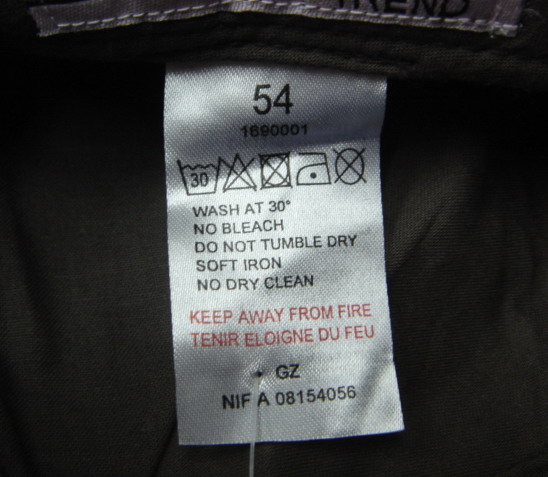 TREND
54
1690001
30
WASH AT 30°
NO BLEACH
DO NOT TUMBLE DRY
SOFT IRON
NO DRY CLEAN
KEEP AWAY FROM FIRE
TENIR ELOIGNE DU FEU
GZ
NIF A 08154056